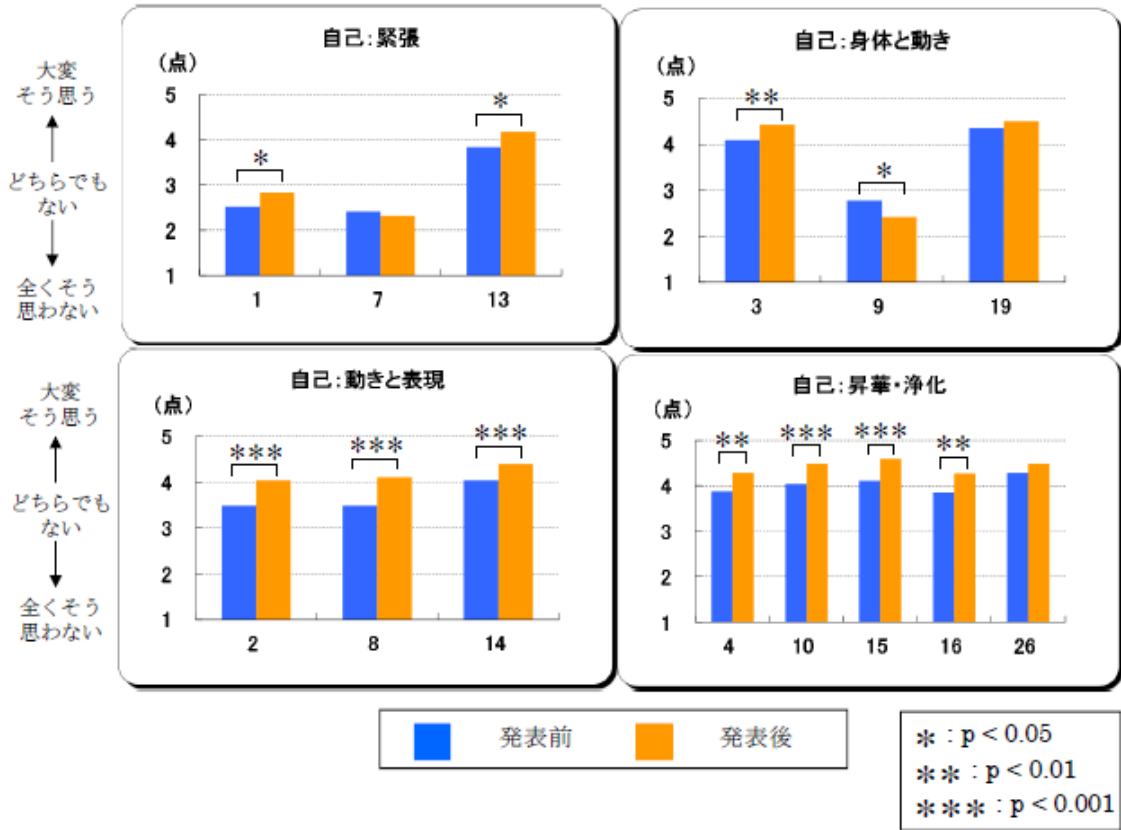 自己：緊張
（点）
大変
そう思う
どちらでも
ない
全くそう
思わない
5
4
3
2
1
*
*
1
7
13
自己：身体と動き
（点）
5
4
3
2
1
**
*
3
9
19
自己：動きと表現
（点）
大変
そう思う
どちらでも
ない
全くそう
思わない
5
4
3
2
1
***
***
***
2
8
14
自己：昇華・浄化
（点）
5
4
3
2
1
**
***
***
**
4
10
15
16
26
発表前
発表後
* : p < 0.05
** : p < 0.01
*** : p < 0.001